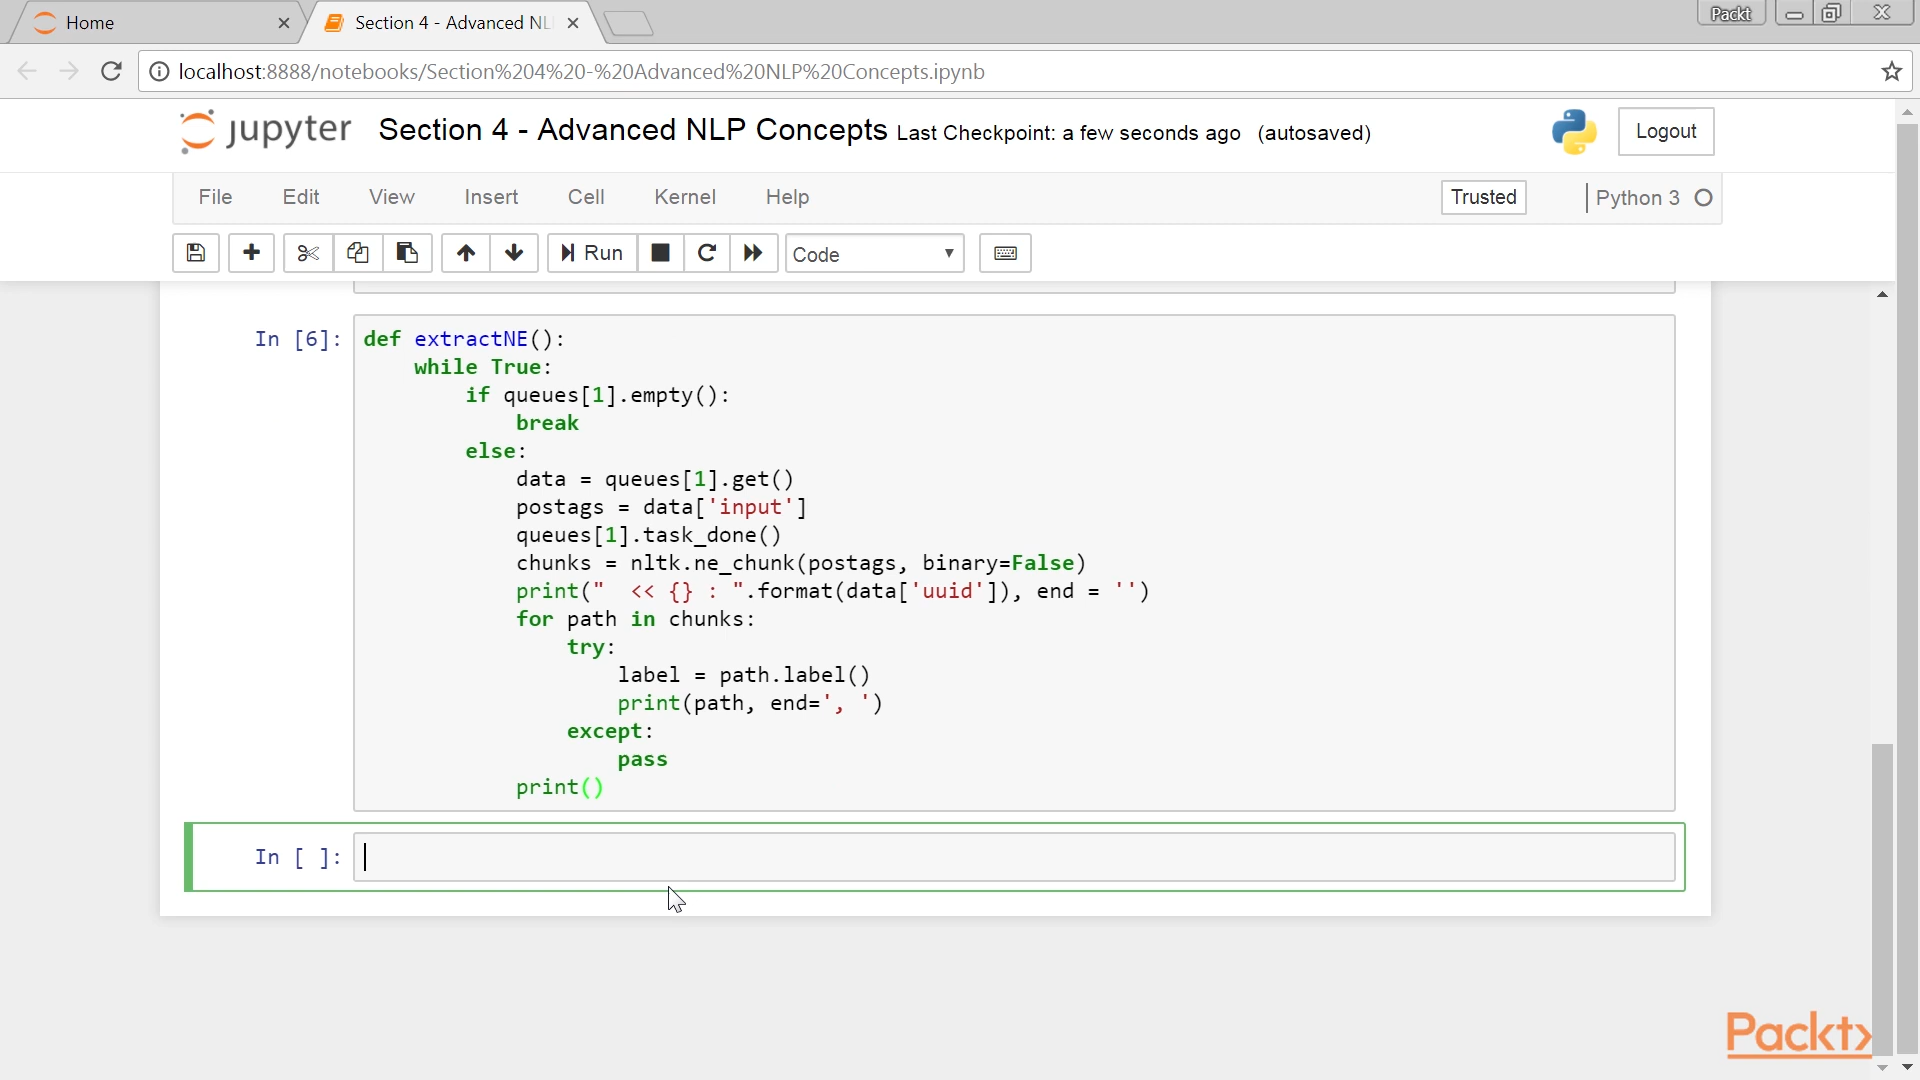 Home
Section 4 - Advanced NL
Packt
localhost:8888/notebooks/Section%204%20-%20Advanced%20NLP%20Concepts.ipynb
jupyter Section 4 - Advanced NLP Concepts Last Checkpoint: a few seconds ago (autosaved)
Logout
File Edit View Insert Cell Kernel Help
Trusted
Python 3
Run
Code
In [6]: def extractNE():
    while True:
        if queues[1].empty():
            break
        else:
            data = queues[1].get()
            postags = data['input']
            queues[1].task_done()
            chunks = nltk.ne_chunk(postags, binary=False)
            print("  << {} : ".format(data['uuid']), end = '')
            for path in chunks:
                try:
                    label = path.label()
                    print(path, end=', ')
                except:
                    pass
            print()
In [ ]:
Packt